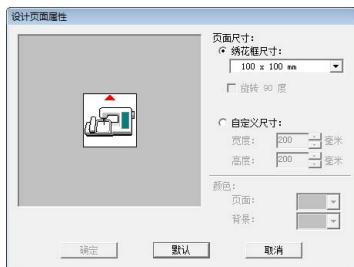 设计页面属性
页面尺寸:
绣花框尺寸:
100 x 100 mm
旋转 90 度
自定义尺寸:
宽度: 200 毫米
高度: 200 毫米
颜色:
页面:
背景:
确定 默认 取消